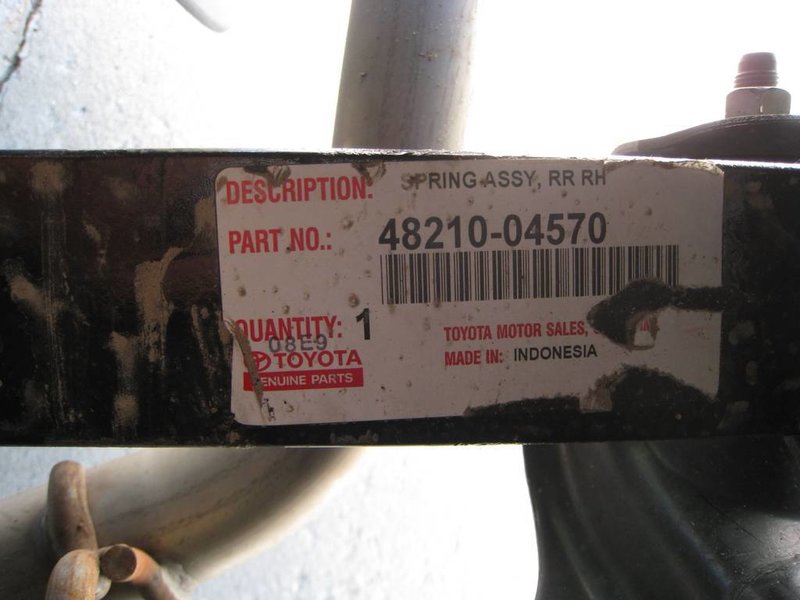 DESCRIPTION: SPRING ASSY, RR RH
PART NO.: 48210-04570
QUANTITY: 1
08E9
TOYOTA
GENUINE PARTS
TOYOTA MOTOR SALES,
MADE IN: INDONESIA